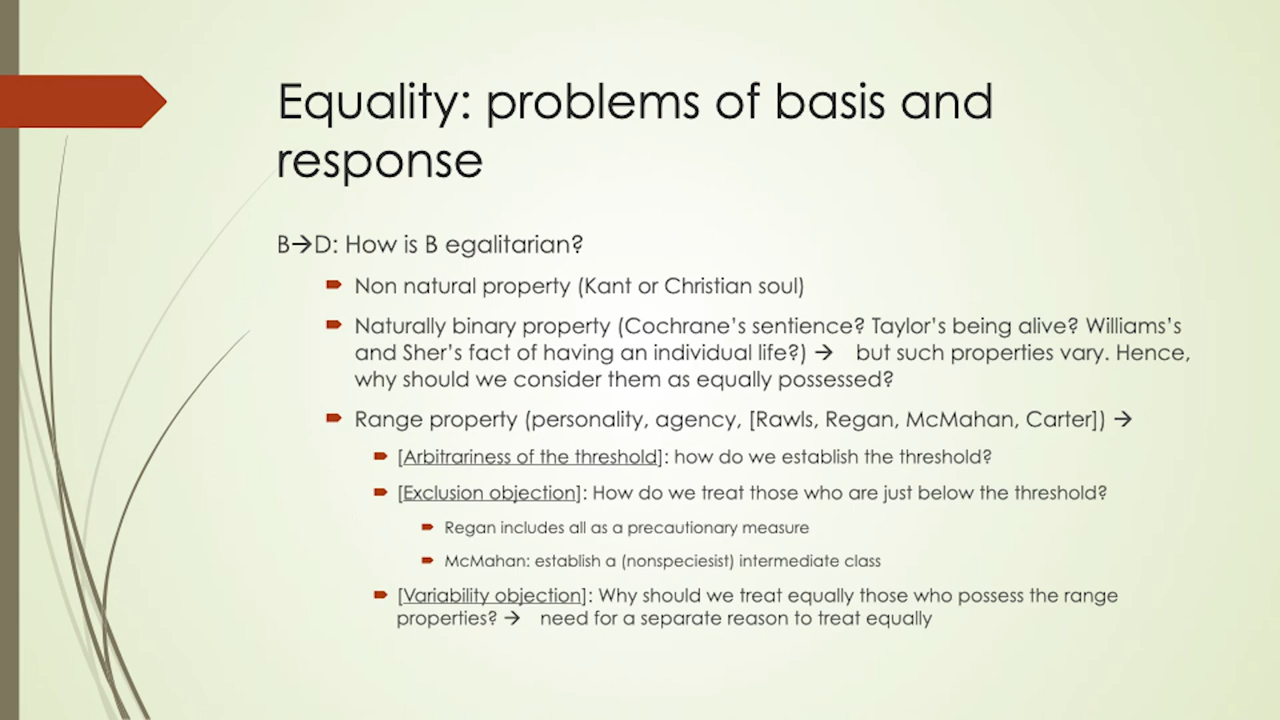 Equality: problems of basis and
response
B→D: How is B egalitarian?
Non natural property (Kant or Christian soul)
Naturally binary property (Cochrane's sentience? Taylor's being alive? Williams's
and Sher's fact of having an individual life?) → but such properties vary. Hence,
why should we consider them as equally possessed?
Range property (personality, agency, [Rawls, Regan, McMahan, Carter]) →
[Arbitrariness of the threshold]: how do we establish the threshold?
[Exclusion objection]: How do we treat those who are just below the threshold?
Regan includes all as a precautionary measure
McMahan: establish a (nonspeciesist) intermediate class
[Variability objection]: Why should we treat equally those who possess the range
properties? → need for a separate reason to treat equally